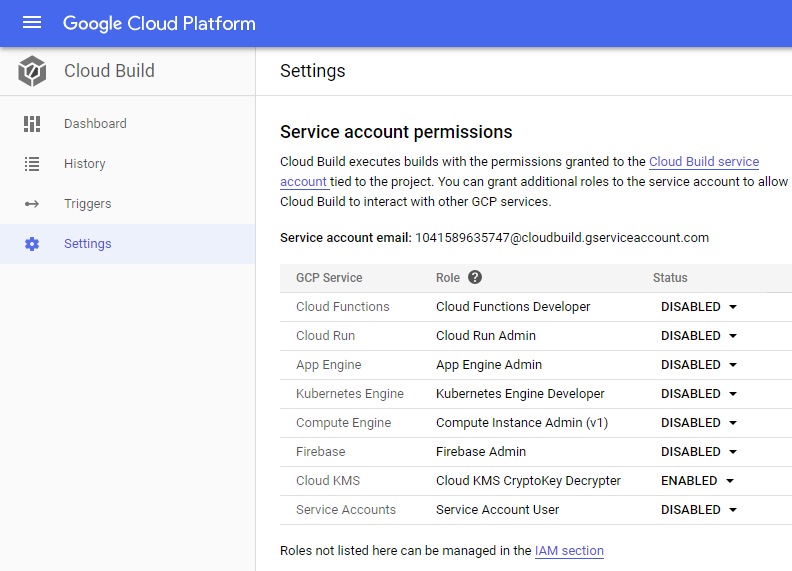 Google Cloud Platform
Cloud Build
Settings
Dashboard
History
Triggers
Settings
Service account permissions
Cloud Build executes builds with the permissions granted to the Cloud Build service
account tied to the project. You can grant additional roles to the service account to allow
Cloud Build to interact with other GCP services.
Service account email: 1041589635747@cloudbuild.gserviceaccount.com
GCP Service Role ? Status
Cloud Functions Cloud Functions Developer DISABLED
Cloud Run Cloud Run Admin DISABLED
App Engine App Engine Admin DISABLED
Kubernetes Engine Kubernetes Engine Developer DISABLED
Compute Engine Compute Instance Admin (v1) DISABLED
Firebase Firebase Admin DISABLED
Cloud KMS Cloud KMS CryptoKey Decrypter ENABLED
Service Accounts Service Account User DISABLED
Roles not listed here can be managed in the IAM section